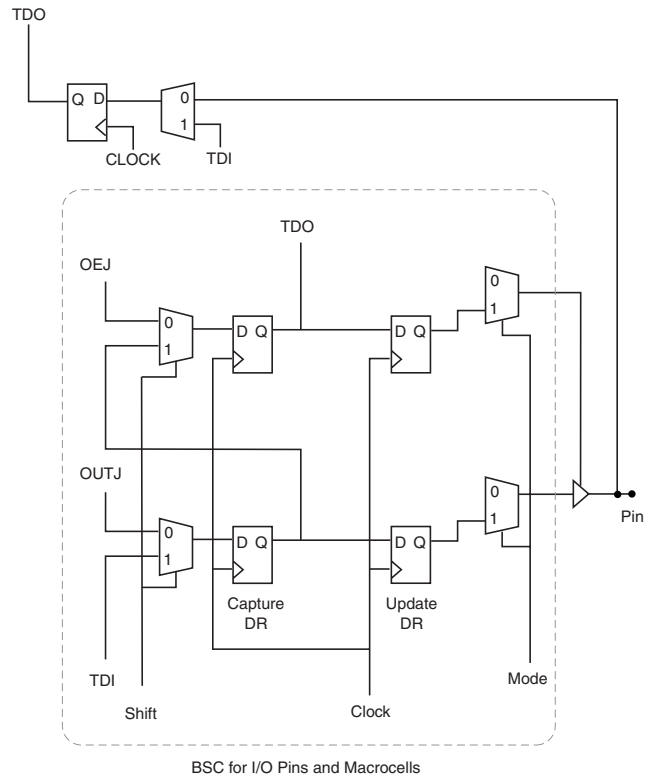 TDO
Q D
0
1
CLOCK
TDI
TDO
OEJ
0
1
D Q
D Q
0
1
OUTJ
0
1
D Q
D Q
0
1
Pin
Capture
DR
Update
DR
TDI
Shift
Clock
Mode
BSC for I/O Pins and Macrocells